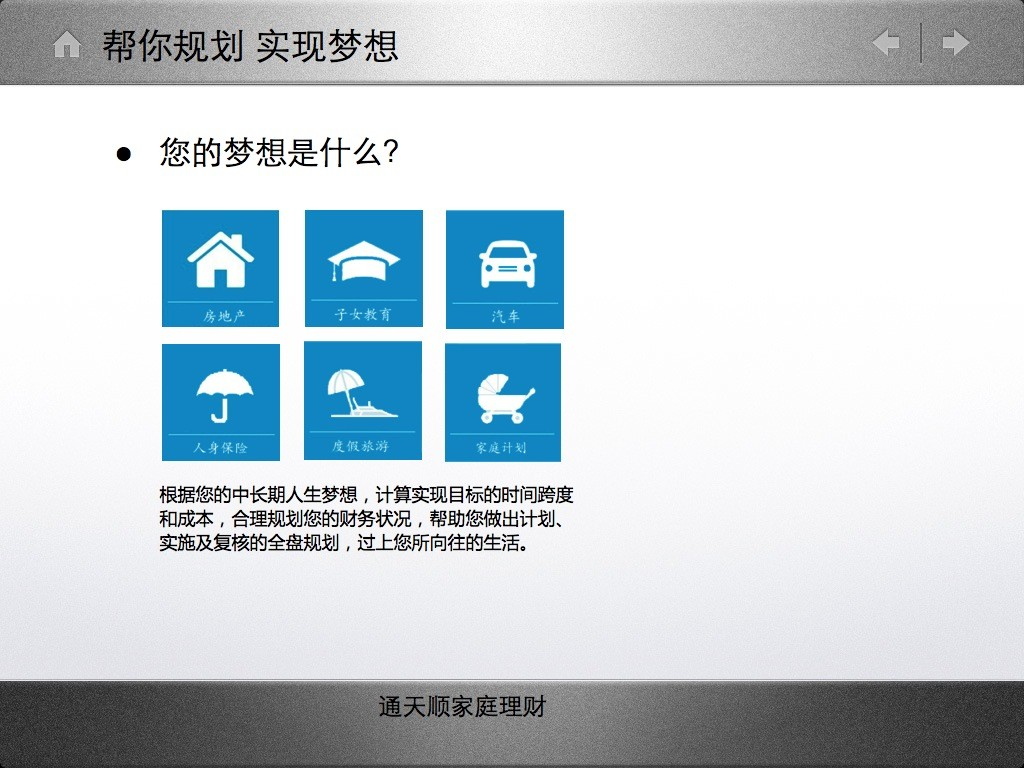 帮你规划 实现梦想
● 您的梦想是什么?
房地产
子女教育
汽车
人身保险
度假旅游
家庭计划
根据您的中长期人生梦想，计算实现目标的时间跨度
和成本，合理规划您的财务状况，帮助您做出计划、
实施及复核的全盘规划，过上您所向往的生活。
通天顺家庭理财